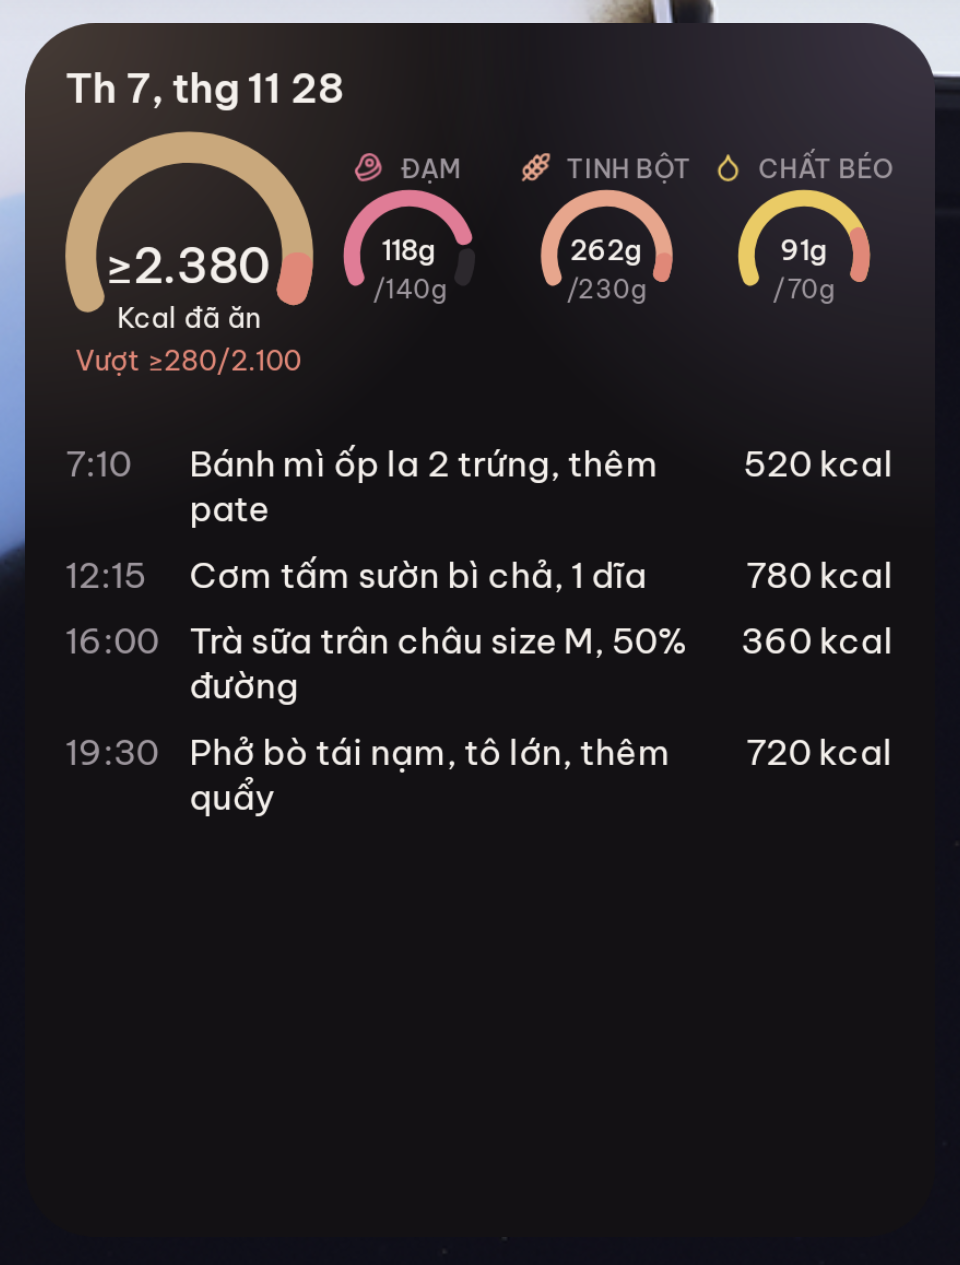 Th 7, thg 11 28
ĐẠM
TINH BỘT
CHẤT BÉO
≥2.380
Kcal đã ăn
Vượt ≥280/2.100
118g
/140g
262g
/230g
91g
/70g
7:10 Bánh mì ốp la 2 trứng, thêm 520 kcal
pate
12:15 Cơm tấm sườn bì chả, 1 dĩa 780 kcal
16:00 Trà sữa trân châu size M, 50% 360 kcal
đường
19:30 Phở bò tái nạm, tô lớn, thêm 720 kcal
quẩy